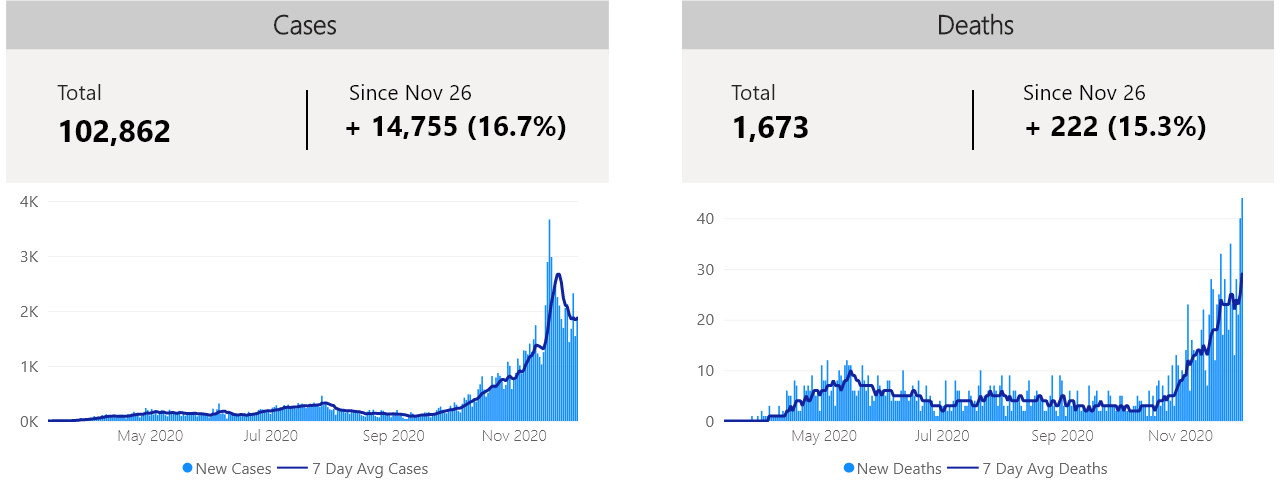 Cases
Total
102,862
Since Nov 26
+ 14,755 (16.7%)
4K
3K
2K
1K
0K
May 2020
Jul 2020
Sep 2020
Nov 2020
New Cases
7 Day Avg Cases
Deaths
Total
1,673
Since Nov 26
+ 222 (15.3%)
40
30
20
10
0
May 2020
Jul 2020
Sep 2020
Nov 2020
New Deaths
7 Day Avg Deaths